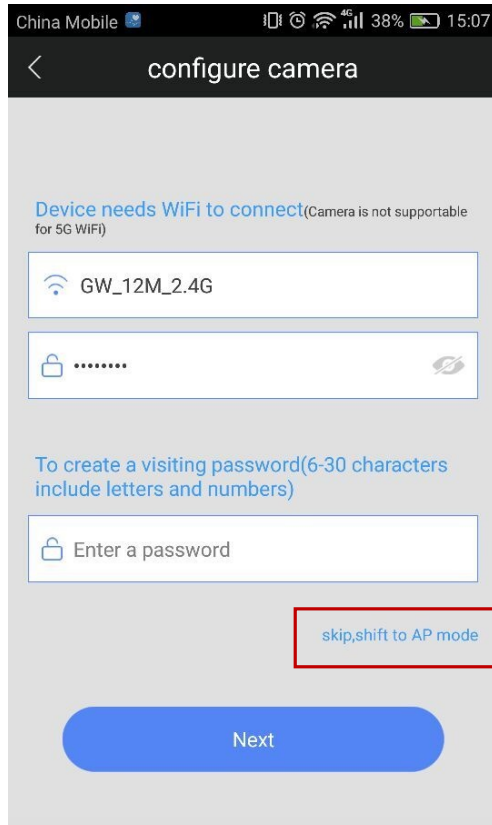 China Mobile 4G 38% 15:07
configure camera
Device needs WiFi to connect(Camera is not supportable
for 5G WiFi)
GW_12M_2.4G
••••••••
To create a visiting password(6-30 characters
include letters and numbers)
Enter a password
skip,shift to AP mode
Next